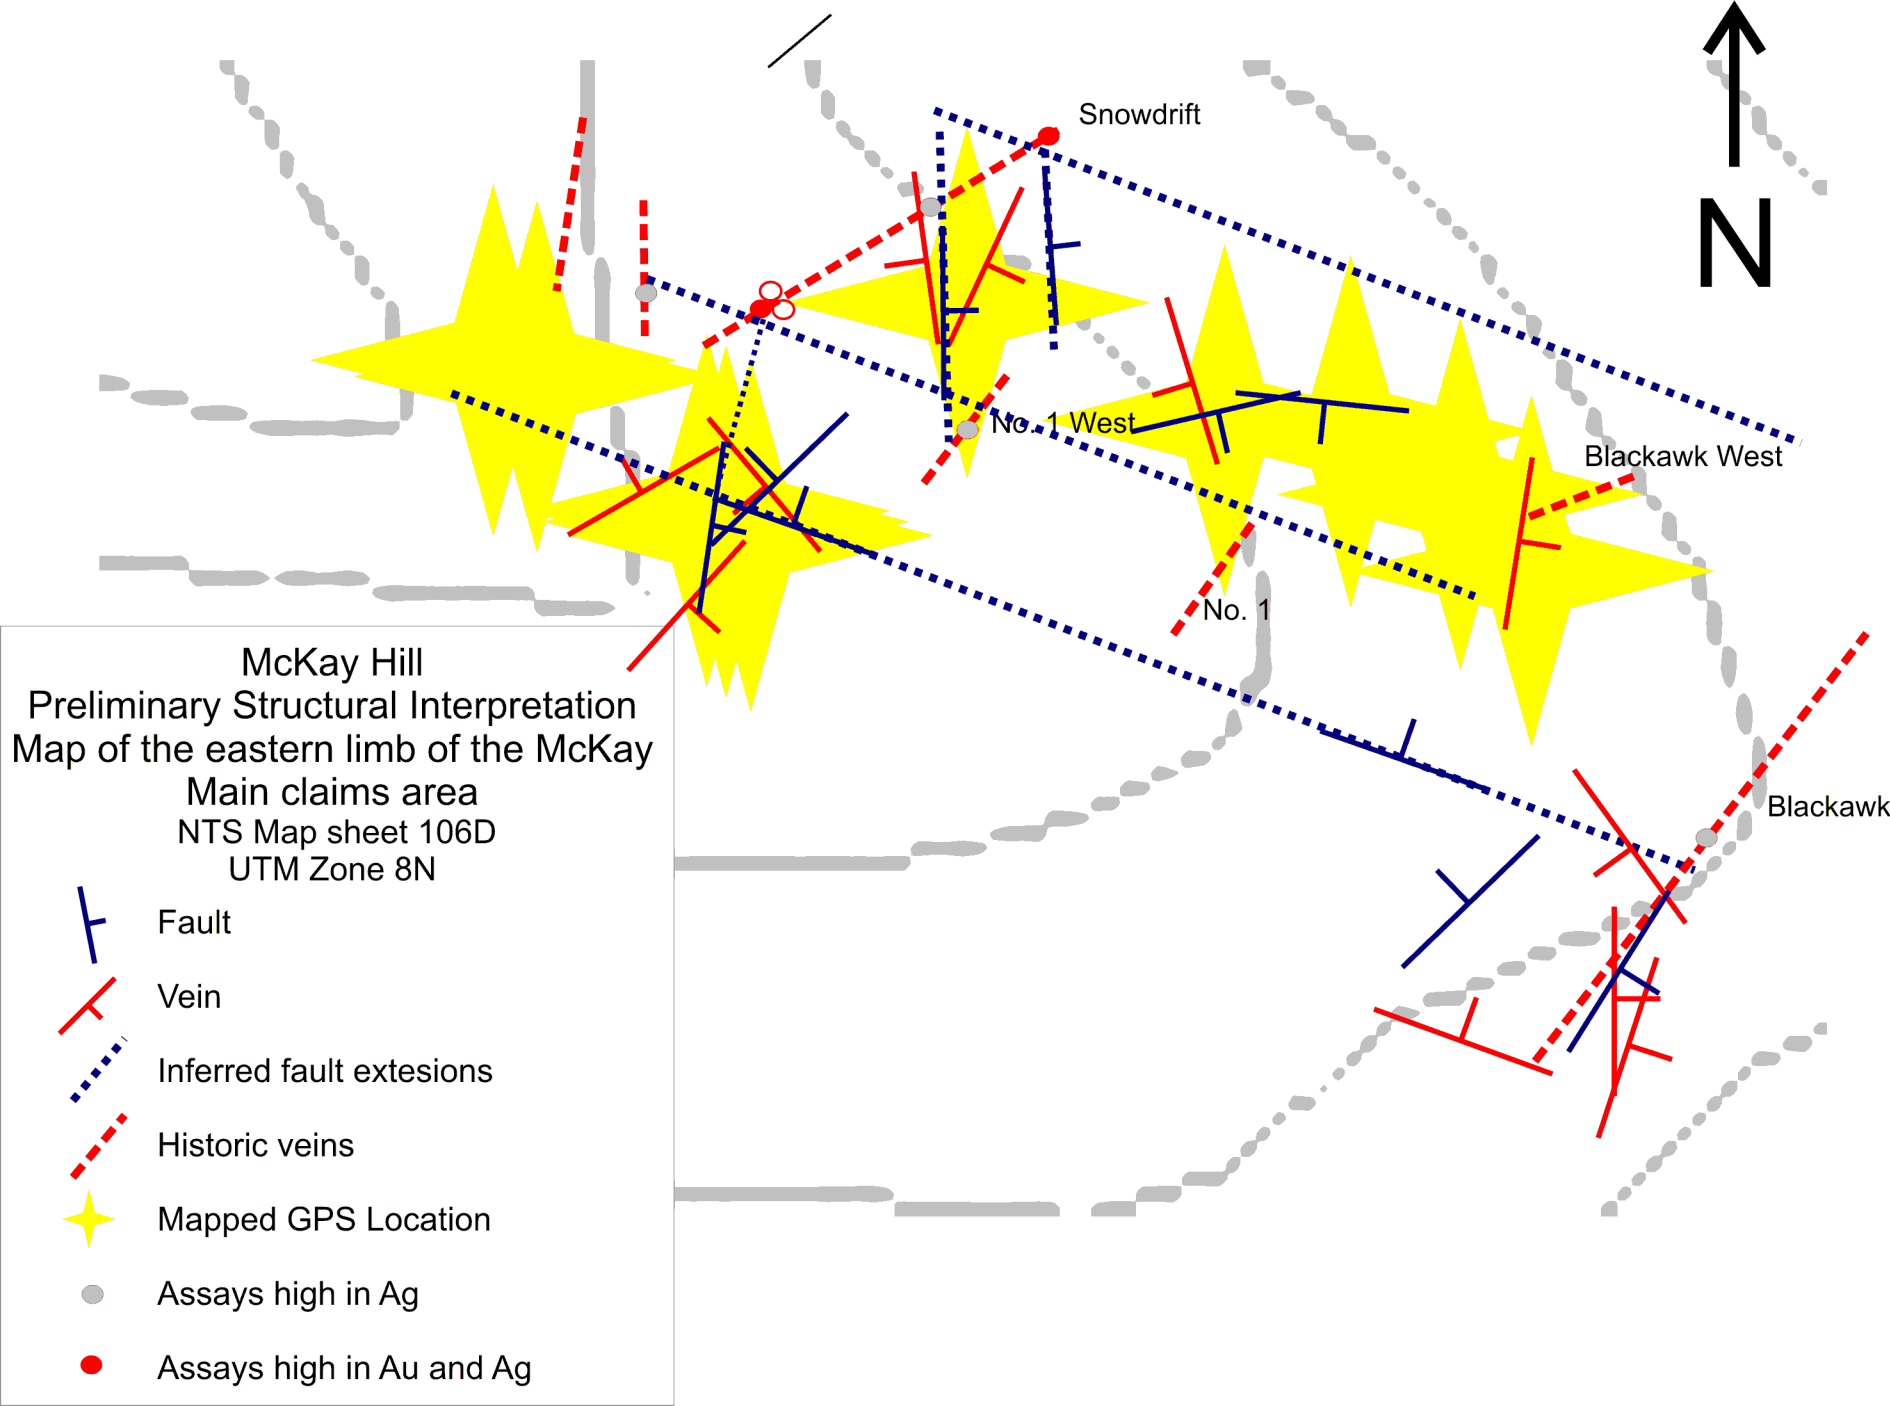 Snowdrift
N
No. 1 West
Blackawk West
No. 1
Blackawk
McKay Hill
Preliminary Structural Interpretation
Map of the eastern limb of the McKay
Main claims area
NTS Map sheet 106D
UTM Zone 8N
Fault
Vein
Inferred fault extesions
Historic veins
Mapped GPS Location
Assays high in Ag
Assays high in Au and Ag